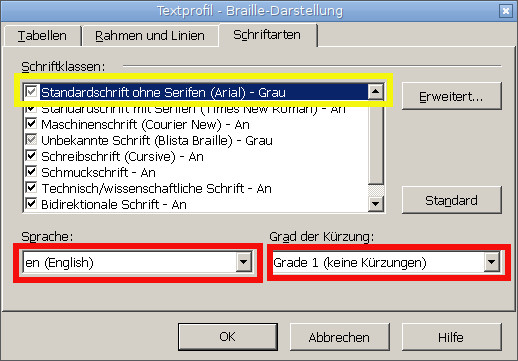 Textprofil - Braille-Darstellung
Tabellen Rahmen und Linien Schriftarten
Schriftklassen:
Standardschrift ohne Serifen (Arial) - Grau
Standardschrift mit Serifen (Times New Roman) - An
Maschinenschrift (Courier New) - An
Unbekannte Schrift (Blista Braille) - Grau
Schreibschrift (Cursive) - An
Schmuckschrift - An
Technisch/wissenschaftliche Schrift - An
Bidirektionale Schrift - An
Erweitert...
Standard
Sprache:
en (English)
Grad der Kürzung:
Grade 1 (keine Kürzungen)
OK Abbrechen Hilfe